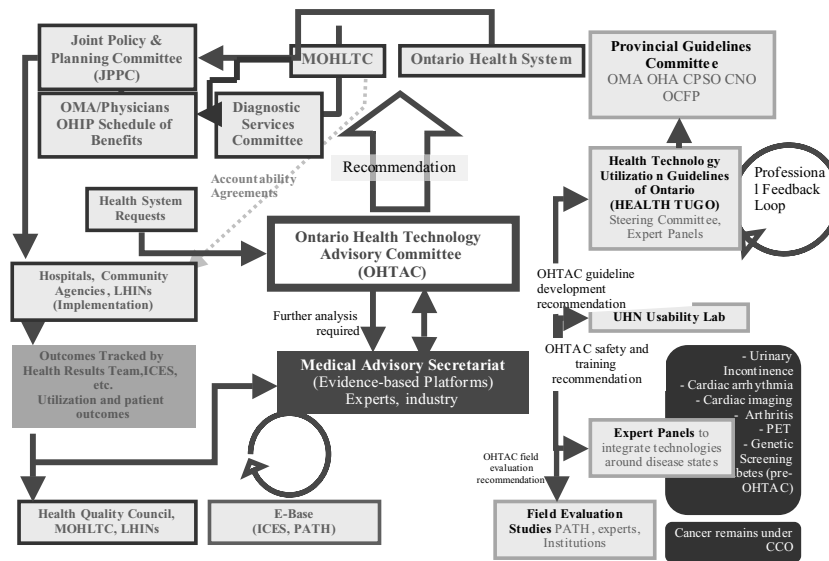 Joint Policy &
Planning Committee
(JPPC)
MOHLTC
Ontario Health System
Provincial Guidelines
Committee
OMA OHA CPSO CNO
OCFP
OMA/Physicians
OHIP Schedule of
Benefits
Diagnostic
Services
Committee
Recommendation
Health Technology
Utilization Guidelines
of Ontario
(HEALTH TUGO)
Steering Committee,
Expert Panels
Professiona
l Feedback
Loop
Accountability
Agreements
Health System
Requests
Ontario Health Technology
Advisory Committee
(OHTAC)
Hospitals, Community
Agencies, LHINs
(Implementation)
OHTAC guideline
development
recommendation
Further analysis
required
UHN Usability Lab
OHTAC safety and
training
recommendation
Outcomes Tracked by
Health Results Team,ICES,
etc.
Utilization and patient
outcomes
Medical Advisory Secretariat
(Evidence-based Platforms)
Experts, industry
- Urinary
Incontinence
- Cardiac arrhythmia
- Cardiac imaging
- Arthritis
- PET
- Genetic
Screening
betes (pre-
OHTAC)
Expert Panels to
integrate technologies
around disease states
OHTAC field
evaluation
recommendation
Health Quality Council,
MOHLTC, LHINs
E-Base
(ICES, PATH)
Field Evaluation
Studies PATH, experts,
Institutions
Cancer remains under
CCO